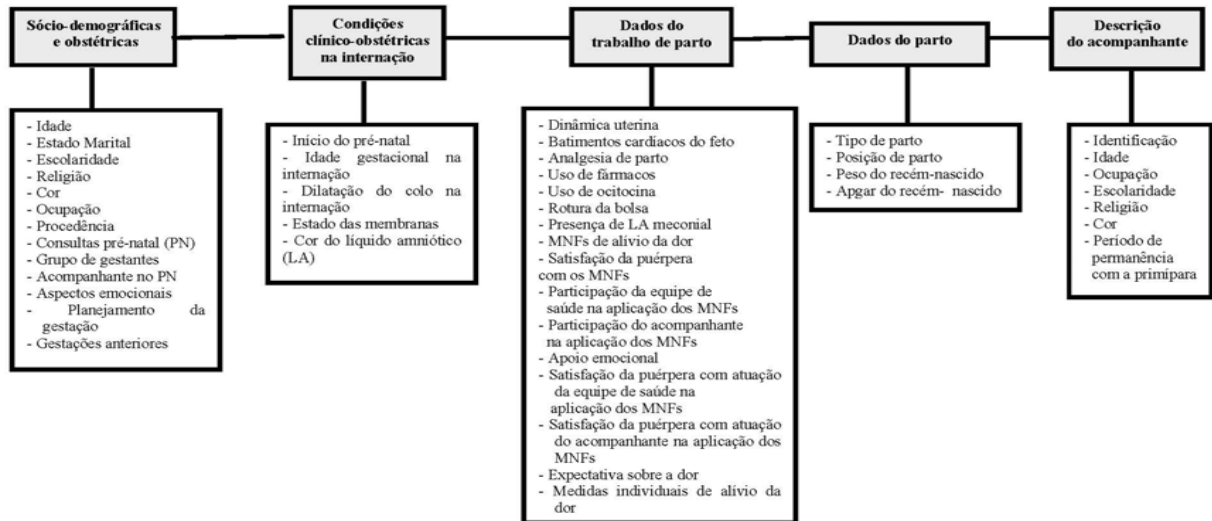 Sócio-demográficas
e obstétricas
Condições
clínico-obstétricas
na internação
Dados do
trabalho de parto
Dados do parto
Descrição
do acompanhante
- Idade
- Estado Marital
- Escolaridade
- Religião
- Cor
- Ocupação
- Procedência
- Consultas pré-natal (PN)
- Grupo de gestantes
- Acompanhante no PN
- Aspectos emocionais
- Planejamento da
gestação
- Gestações anteriores
- Início do pré-natal
- Idade gestacional na
internação
- Dilatação do colo na
internação
- Estado das membranas
- Cor do líquido amniótico
(LA)
- Dinâmica uterina
- Batimentos cardíacos do feto
- Analgesia de parto
- Uso de fármacos
- Uso de ocitocina
- Rotura da bolsa
- Presença de LA meconial
- MNFs de alívio da dor
- Satisfação da puérpera
com os MNFs
- Participação da equipe de
saúde na aplicação dos MNFs
- Participação do acompanhante
na aplicação dos MNFs
- Apoio emocional
- Satisfação da puérpera com atuação
da equipe de saúde na
aplicação dos MNFs
- Satisfação da puérpera com atuação
do acompanhante na aplicação dos
MNFs
- Expectativa sobre a dor
- Medidas individuais de alívio da
dor
- Tipo de parto
- Posição de parto
- Peso do recém-nascido
- Apgar do recém- nascido
- Identificação
- Idade
- Ocupação
- Escolaridade
- Religião
- Cor
- Período de
permanência
com a primípara